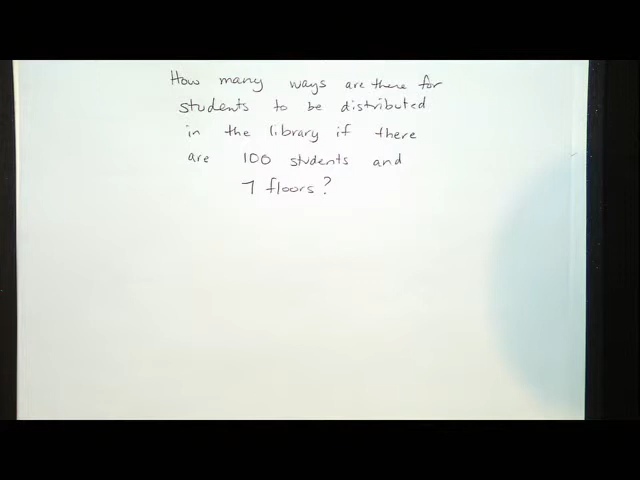 How many ways are there for
students to be distributed
in the library if there
are 100 students and
7 floors?